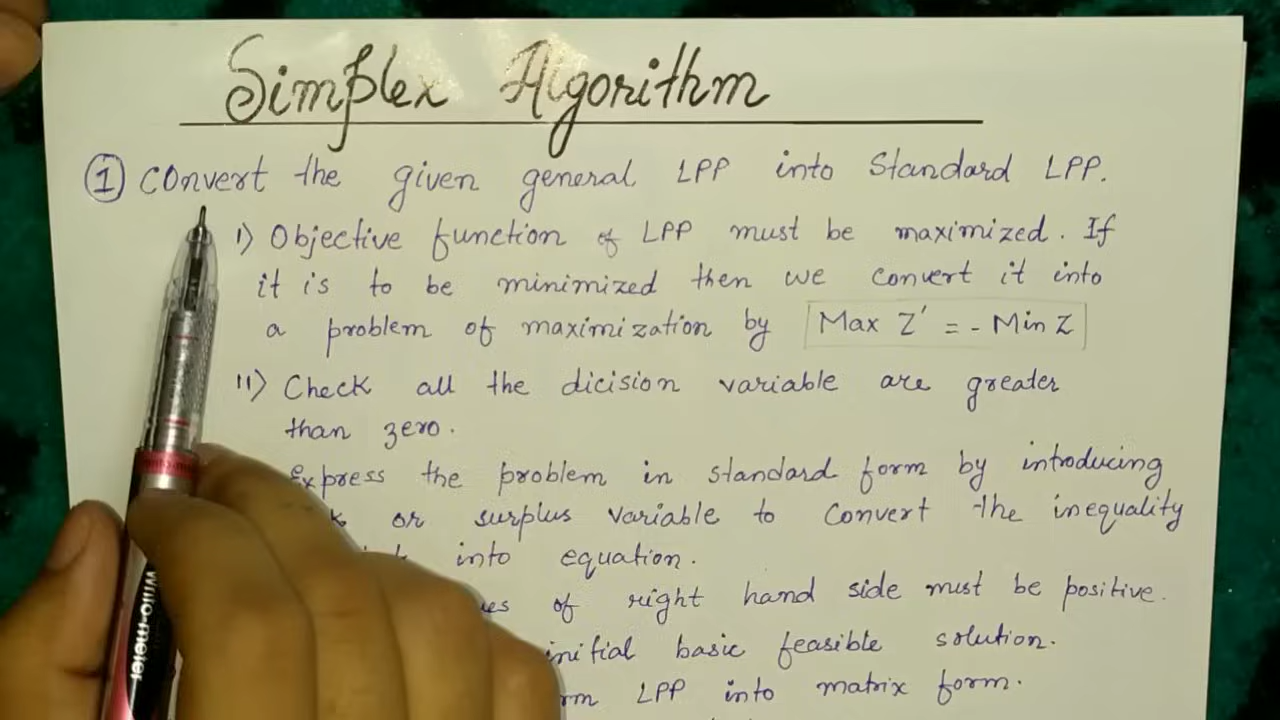 Simplex Algorithm
① Convert the given general LPP into Standard LPP.
i) Objective function of LPP must be maximized. If
it is to be minimized then we convert it into
a problem of maximization by Max Z' = - Min Z
ii) Check all the dicision variable are greater
than zero.
Express the problem in standard form by introducing
or surplus variable to convert the inequality
into equation.
of right hand side must be positive.
initial basic feasible solution.
LPP into matrix form.
WritO-meter